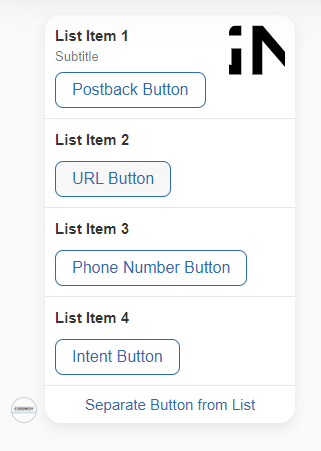 List Item 1
Subtitle
Postback Button
List Item 2
URL Button
List Item 3
Phone Number Button
List Item 4
Intent Button
Separate Button from List